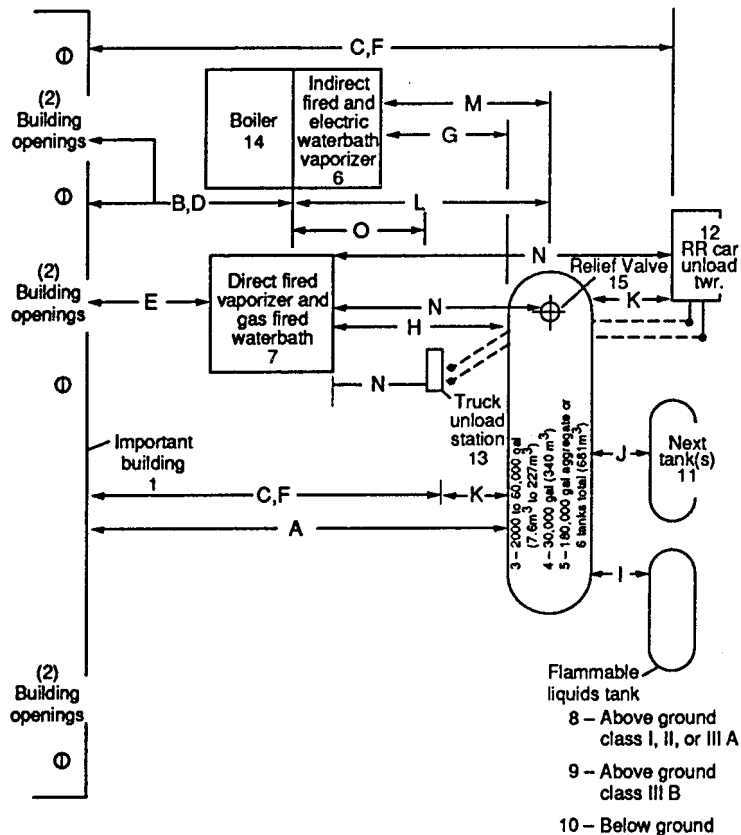 C,F
(2)
Building
openings
Boiler
14
Indirect
fired and
electric
waterbath
vaporizer
6
M
G
B,D
L
O
12
RR car
unload
twr.
N
Relief Valve
15
(2)
Building
openings
E
Direct fired
vaporizer and
gas fired
waterbath
7
N
H
K
N
Truck
unload
station
13
Important
building
1
C,F
K
A
3 – 2000 to 60,000 gal
(7.6m³ to 227m³)
4 – 30,000 gal (340 m³)
5 – 180,000 gal aggregate or
6 tanks total (681m³)
J
Next
tank(s)
11
I
(2)
Building
openings
Flammable
liquids tank
8 – Above ground
class I, II, or III A
9 – Above ground
class III B
10 – Below ground